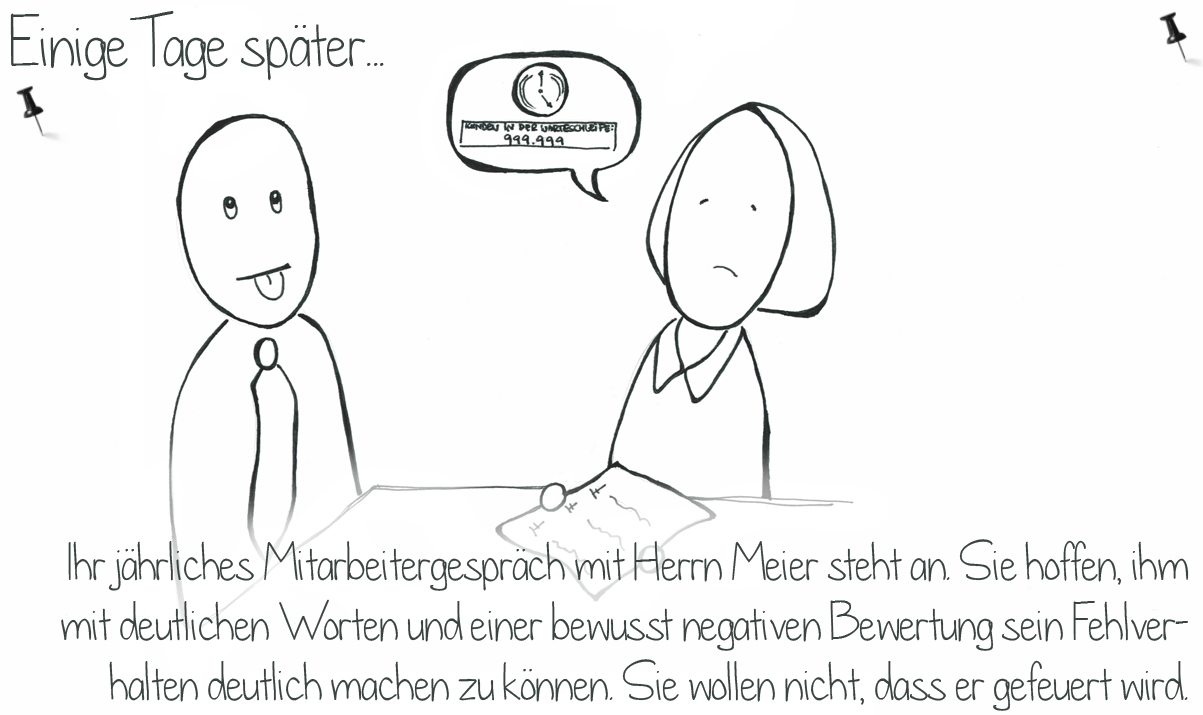 Einige Tage später...
KUNDEN IN DER WARTESCHLEIFE:
999.999
Ihr jährliches Mitarbeitergespräch mit Herrn Meier steht an. Sie hoffen, ihm
mit deutlichen Worten und einer bewusst negativen Bewertung sein Fehlver-
halten deutlich machen zu können. Sie wollen nicht, dass er gefeuert wird.